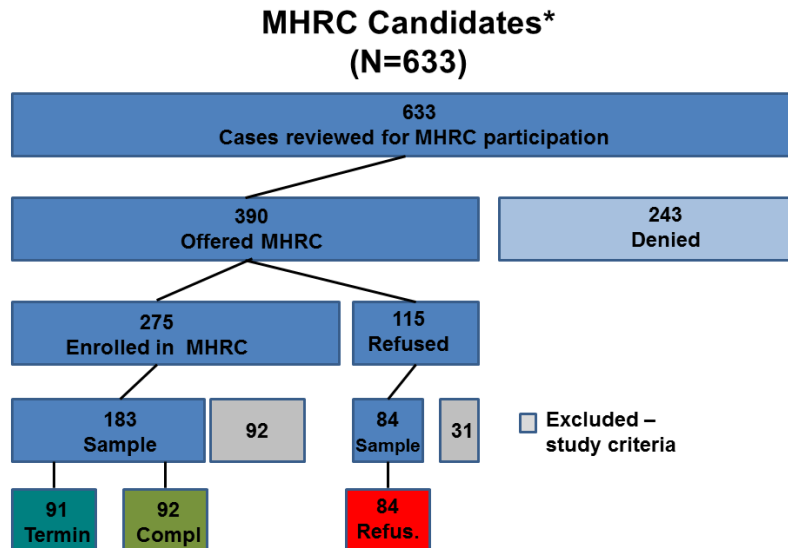 MHRC Candidates*
(N=633)
633
Cases reviewed for MHRC participation
390
Offered MHRC
243
Denied
275
Enrolled in  MHRC
115
Refused
183
Sample
92
84
Sample
31
Excluded –
study criteria
91
Termin
92
Compl
84
Refus.